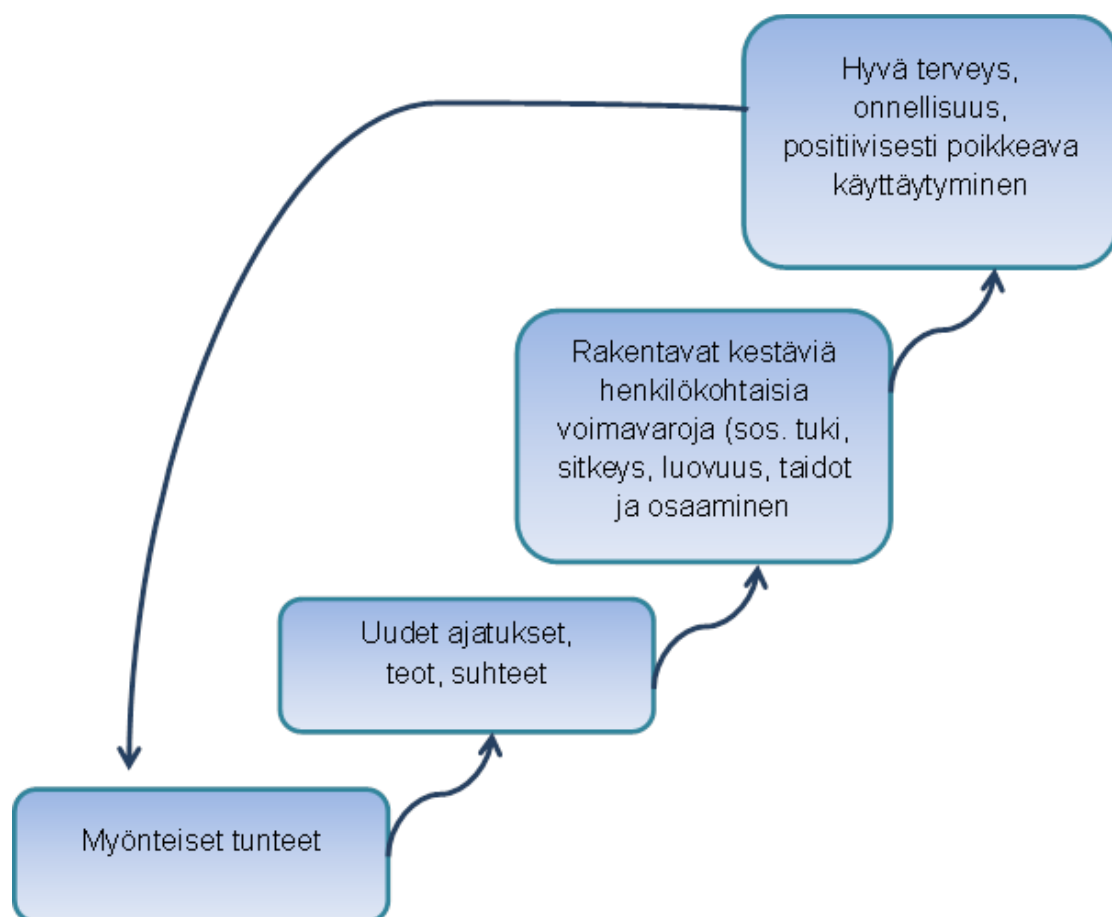 Hyvä terveys,
onnellisuus,
positiivisesti poikkeava
käyttäytyminen
Rakentavat kestäviä
henkilökohtaisia
voimavaroja (sos. tuki,
sitkeys, luovuus, taidot
ja osaaminen
Uudet ajatukset,
teot, suhteet
Myönteiset tunteet